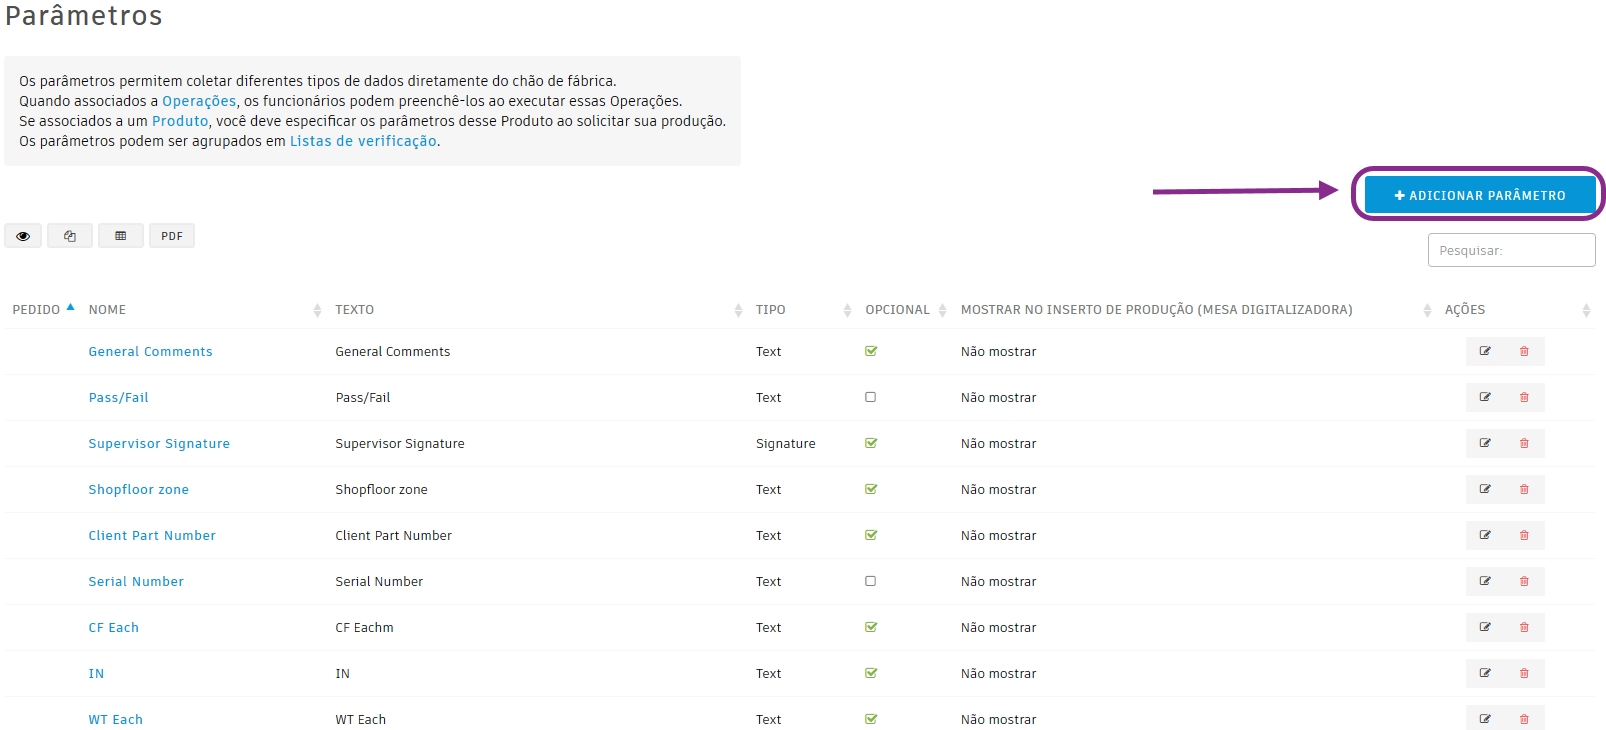 Parâmetros
Os parâmetros permitem coletar diferentes tipos de dados diretamente do chão de fábrica.
Quando associados a Operações, os funcionários podem preenchê-los ao executar essas Operações.
Se associados a um Produto, você deve especificar os parâmetros desse Produto ao solicitar sua produção.
Os parâmetros podem ser agrupados em Listas de verificação.
ADICIONAR PARÂMETRO
PDF
Pesquisar:
PEDIDO NOME TEXTO TIPO OPCIONAL MOSTRAR NO INSERTO DE PRODUÇÃO (MESA DIGITALIZADORA) AÇÕES
General Comments General Comments Text Não mostrar
Pass/Fail Pass/Fail Text Não mostrar
Supervisor Signature Supervisor Signature Signature Não mostrar
Shopfloor zone Shopfloor zone Text Não mostrar
Client Part Number Client Part Number Text Não mostrar
Serial Number Serial Number Text Não mostrar
CF Each CF Eachm Text Não mostrar
IN IN Text Não mostrar
WT Each WT Each Text Não mostrar